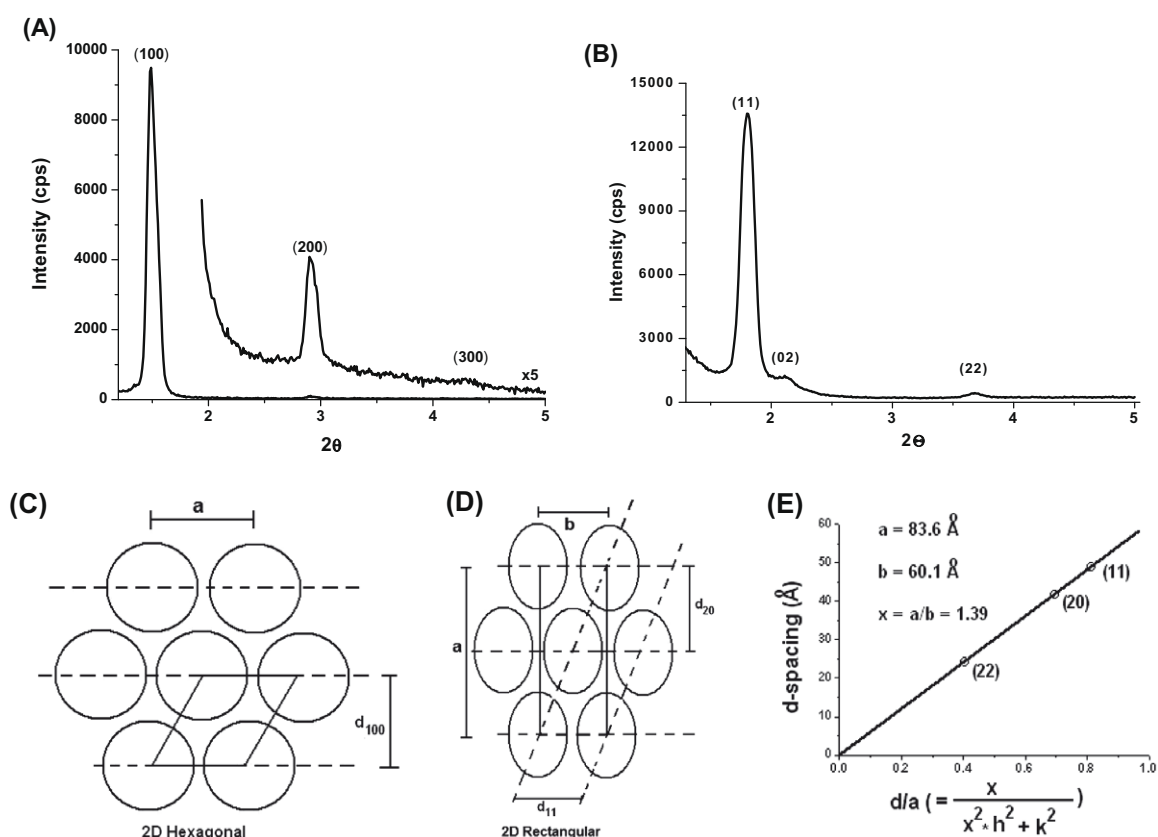 (A)
(100)
10000
8000
6000
4000
2000
0
Intensity (cps)
(200)
(300)
x5
2
3
4
5
2θ
(B)
15000
12000
9000
6000
3000
0
Intensity (cps)
(11)
(02)
(22)
2
3
4
5
2Θ
(C)
a
d100
2D Hexagonal
(D)
b
a
d20
d11
2D Rectangular
(E)
60
50
40
30
20
10
0
d-spacing (Å)
a = 83.6 Å
b = 60.1 Å
x = a/b = 1.39
(11)
(20)
(22)
0.0
0.2
0.4
0.6
0.8
1.0
d/a ( = x / x²* h² + k² )